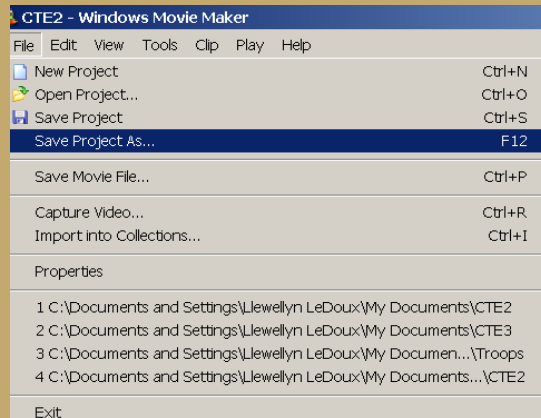 CTE2 - Windows Movie Maker
File Edit View Tools Clip Play Help
New Project Ctrl+N
Open Project... Ctrl+O
Save Project Ctrl+S
Save Project As... F12
Save Movie File... Ctrl+P
Capture Video... Ctrl+R
Import into Collections... Ctrl+I
Properties
1 C:\Documents and Settings\Llewellyn LeDoux\My Documents\CTE2
2 C:\Documents and Settings\Llewellyn LeDoux\My Documents\CTE3
3 C:\Documents and Settings\Llewellyn LeDoux\My Documen...\Troops
4 C:\Documents and Settings\Llewellyn LeDoux\My Documents...\CTE2
Exit